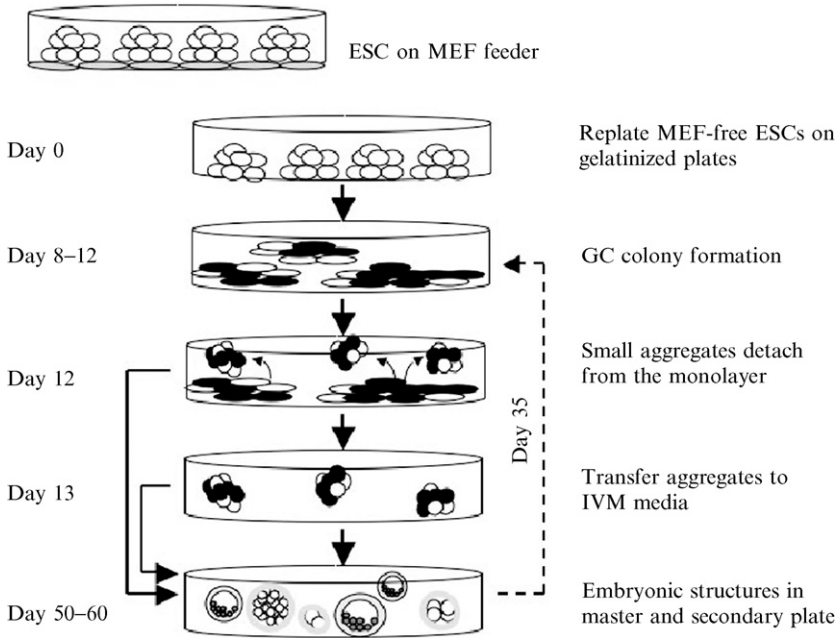 ESC on MEF feeder
Day 0
Replate MEF-free ESCs on
gelatinized plates
Day 8–12
GC colony formation
Day 12
Small aggregates detach
from the monolayer
Day 35
Day 13
Transfer aggregates to
IVM media
Day 50–60
Embryonic structures in
master and secondary plate